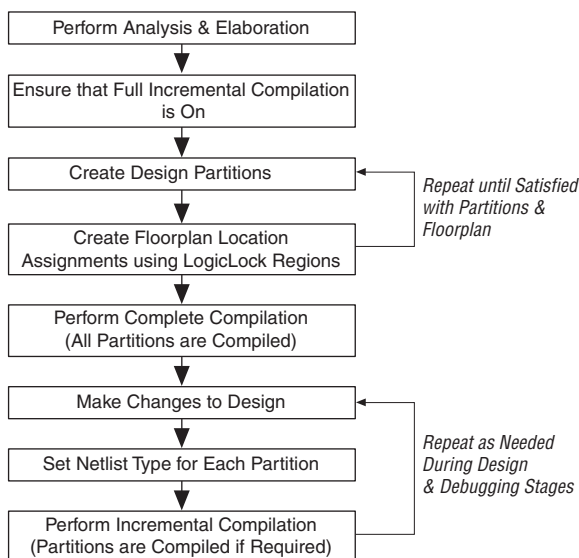 Perform Analysis & Elaboration
Ensure that Full Incremental Compilation
is On
Create Design Partitions
Repeat until Satisfied
with Partitions &
Floorplan
Create Floorplan Location
Assignments using LogicLock Regions
Perform Complete Compilation
(All Partitions are Compiled)
Make Changes to Design
Repeat as Needed
During Design
& Debugging Stages
Set Netlist Type for Each Partition
Perform Incremental Compilation
(Partitions are Compiled if Required)